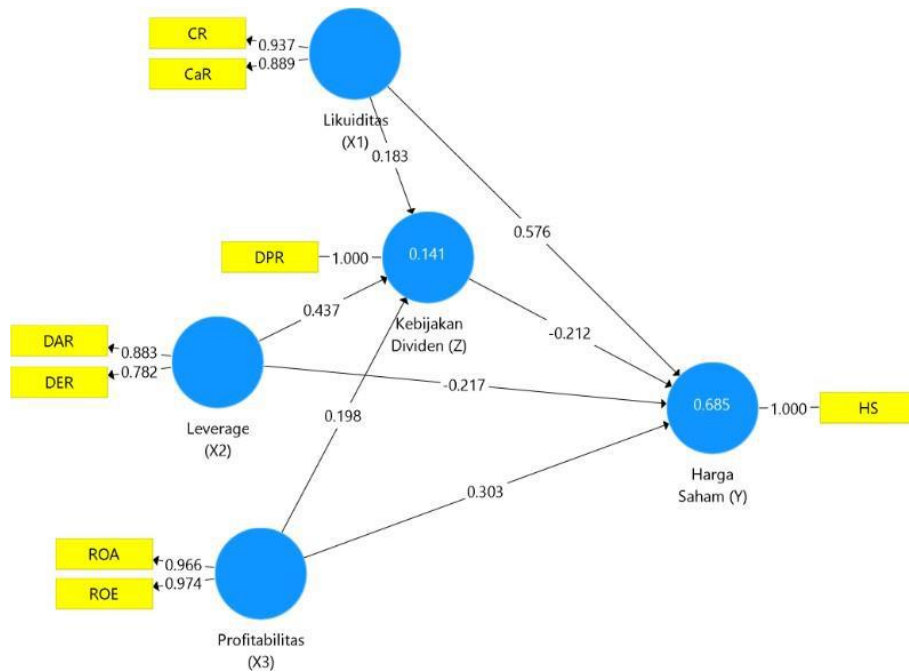 CR
0.937
CaR
0.889
Likuiditas
(X1)
0.183
0.576
DPR
1.000
0.141
Kebijakan
Dividen (Z)
0.437
-0.212
DAR
0.883
DER
0.782
Leverage
(X2)
-0.217
0.198
0.685
1.000
HS
Harga
Saham (Y)
0.303
ROA
0.966
ROE
0.974
Profitabilitas
(X3)